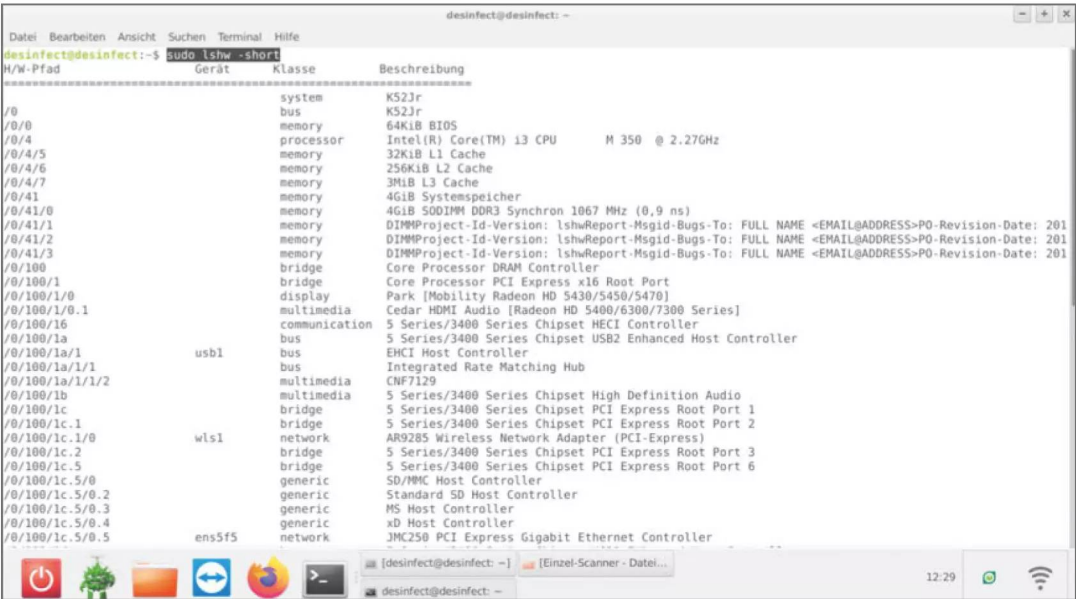 desinfect@desinfect: ~
Datei Bearbeiten Ansicht Suchen Terminal Hilfe
desinfect@desinfect:~$ sudo lshw -short
H/W-Pfad Gerät Klasse Beschreibung
================================================================
system K52Jr
/0 bus K52Jr
/0/0 memory 64KiB BIOS
/0/4 processor Intel(R) Core(TM) i3 CPU M 350 @ 2.27GHz
/0/4/5 memory 32KiB L1 Cache
/0/4/6 memory 256KiB L2 Cache
/0/4/7 memory 3MiB L3 Cache
/0/41 memory 4GiB Systemspeicher
/0/41/0 memory 4GiB SODIMM DDR3 Synchron 1067 MHz (0,9 ns)
/0/41/1 memory DIMMProject-Id-Version: lshwReport-Msgid-Bugs-To: FULL NAME <EMAIL@ADDRESS>PO-Revision-Date: 201
/0/41/2 memory DIMMProject-Id-Version: lshwReport-Msgid-Bugs-To: FULL NAME <EMAIL@ADDRESS>PO-Revision-Date: 201
/0/41/3 memory DIMMProject-Id-Version: lshwReport-Msgid-Bugs-To: FULL NAME <EMAIL@ADDRESS>PO-Revision-Date: 201
/0/100 bridge Core Processor DRAM Controller
/0/100/1 bridge Core Processor PCI Express x16 Root Port
/0/100/1/0 display Park [Mobility Radeon HD 5430/5450/5470]
/0/100/1/0.1 multimedia Cedar HDMI Audio [Radeon HD 5400/6300/7300 Series]
/0/100/16 communication 5 Series/3400 Series Chipset HECI Controller
/0/100/1a bus 5 Series/3400 Series Chipset USB2 Enhanced Host Controller
/0/100/1a/1 usb1 bus EHCI Host Controller
/0/100/1a/1/1 bus Integrated Rate Matching Hub
/0/100/1a/1/1/2 multimedia CNF7129
/0/100/1b multimedia 5 Series/3400 Series Chipset High Definition Audio
/0/100/1c bridge 5 Series/3400 Series Chipset PCI Express Root Port 1
/0/100/1c.1 bridge 5 Series/3400 Series Chipset PCI Express Root Port 2
/0/100/1c.1/0 wls1 network AR9285 Wireless Network Adapter (PCI-Express)
/0/100/1c.2 bridge 5 Series/3400 Series Chipset PCI Express Root Port 3
/0/100/1c.5 bridge 5 Series/3400 Series Chipset PCI Express Root Port 6
/0/100/1c.5/0 generic SD/MMC Host Controller
/0/100/1c.5/0.2 generic Standard SD Host Controller
/0/100/1c.5/0.3 generic MS Host Controller
/0/100/1c.5/0.4 generic xD Host Controller
/0/100/1c.5/0.5 ens5f5 network JMC250 PCI Express Gigabit Ethernet Controller
[desinfect@desinfect: ~] [Einzel-Scanner - Datei...
desinfect@desinfect: ~
12:29